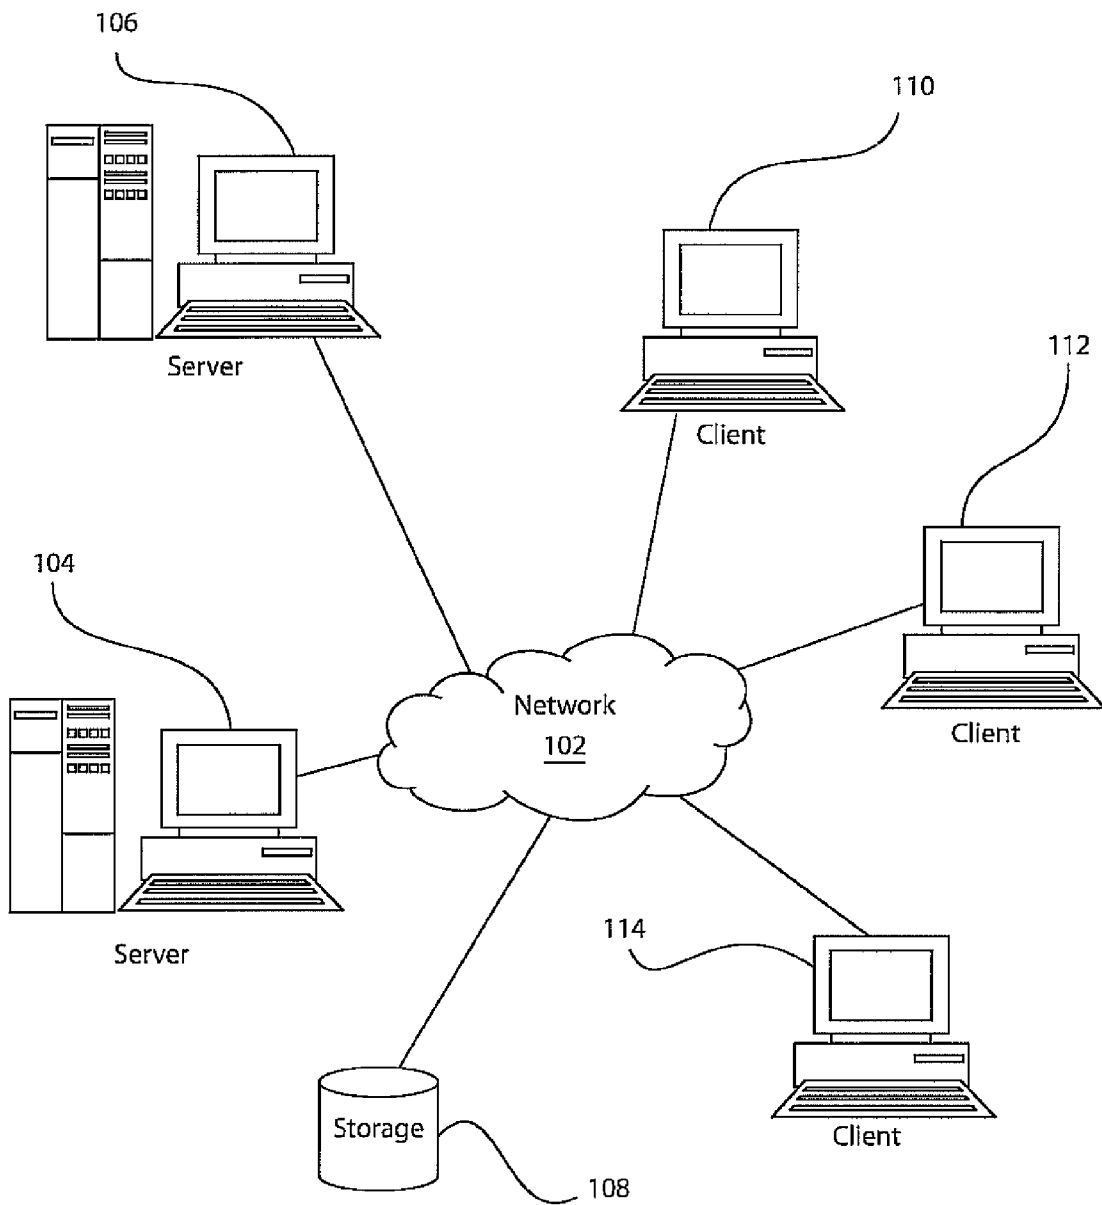 106
110
Server
112
Client
104
Network
102
Client
114
Server
Storage
Client
108